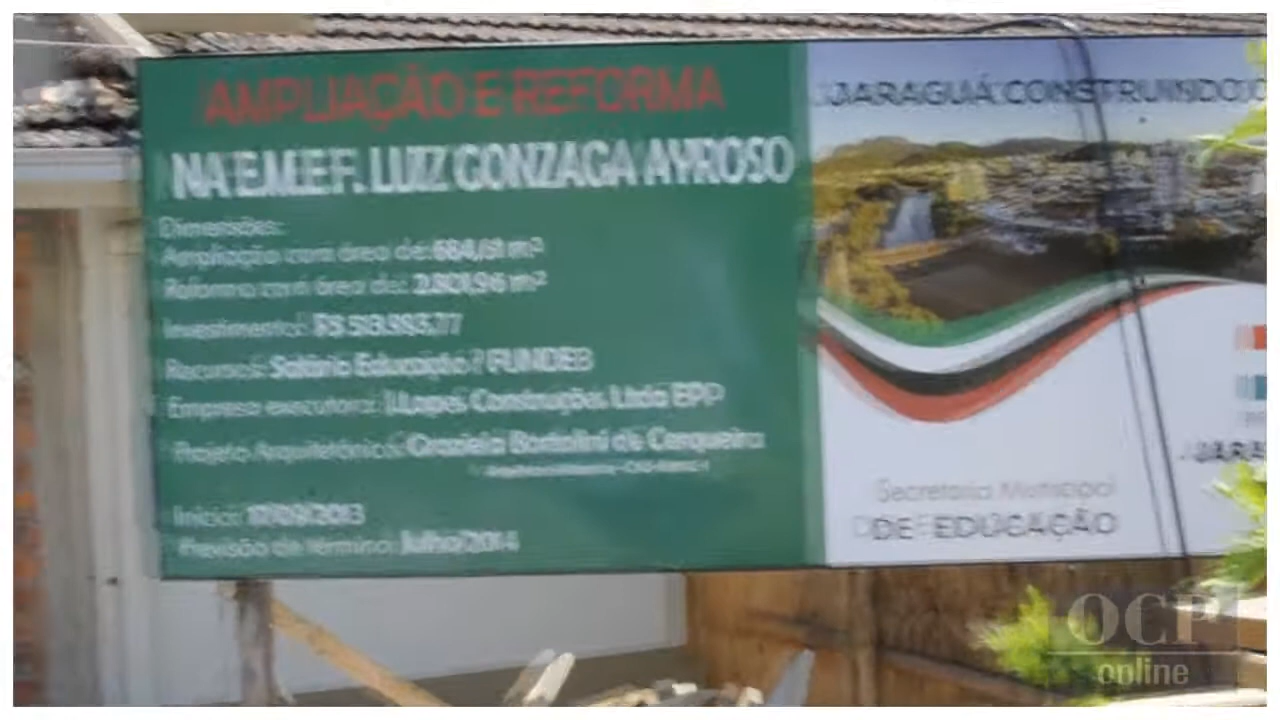 AMPLIAÇÃO E REFORMA
NA E.M.E.F. LUIZ GONZAGA AYROSO
Dimensões:
Ampliação com área de: 684,61 m²
Reforma com área de: 2.801,96 m²
Investimento: R$ 513.983,77
Recursos: Salário Educação / FUNDEB
Empresa executora: Lopes Construções Ltda EPP
Projeto Arquitetônico: Graziela Bortolini de Cerqueira
Início: 17/09/2013
Previsão de término: Julho/2014
JARAGUÁ CONSTRUINDO
Secretaria Municipal
DE EDUCAÇÃO
OCP
online